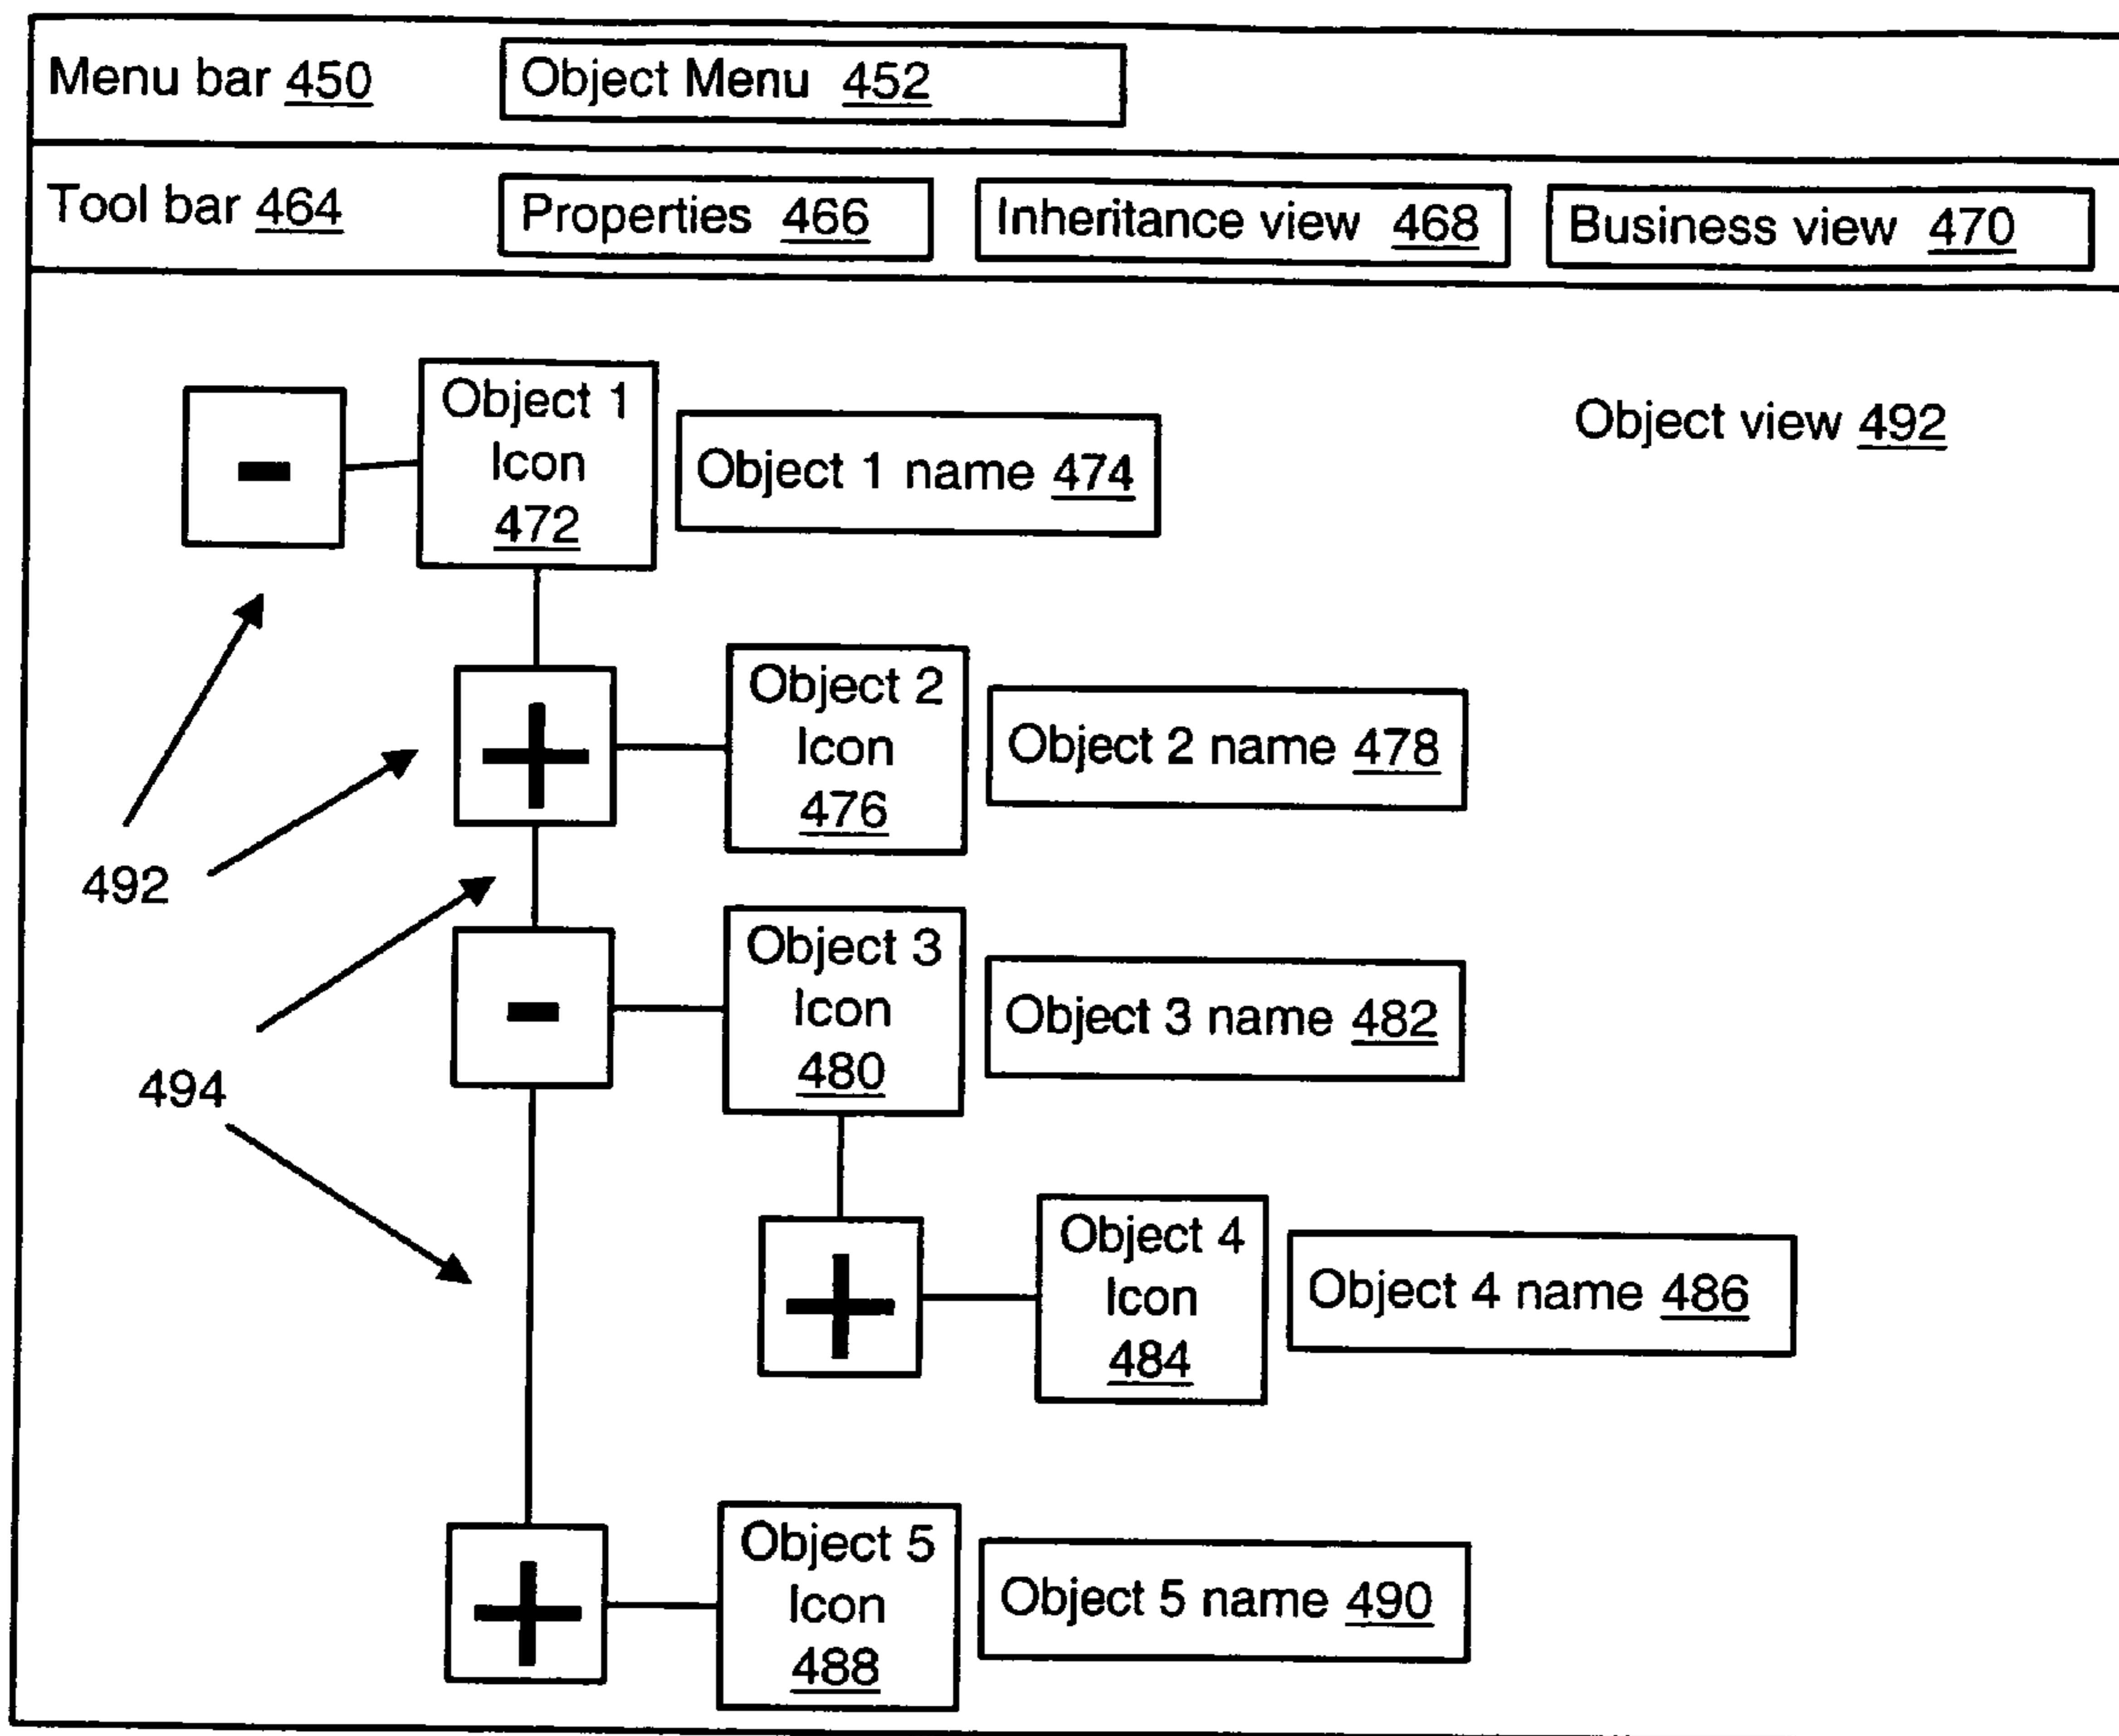 Menu bar 450
Object Menu 452
Tool bar 464
Properties 466
Inheritance view 468
Business view 470
Object 1
Icon
472
Object 1 name 474
Object view 492
Object 2
Icon
476
Object 2 name 478
492
Object 3
Icon
480
Object 3 name 482
494
Object 4
Icon
484
Object 4 name 486
Object 5
Icon
488
Object 5 name 490